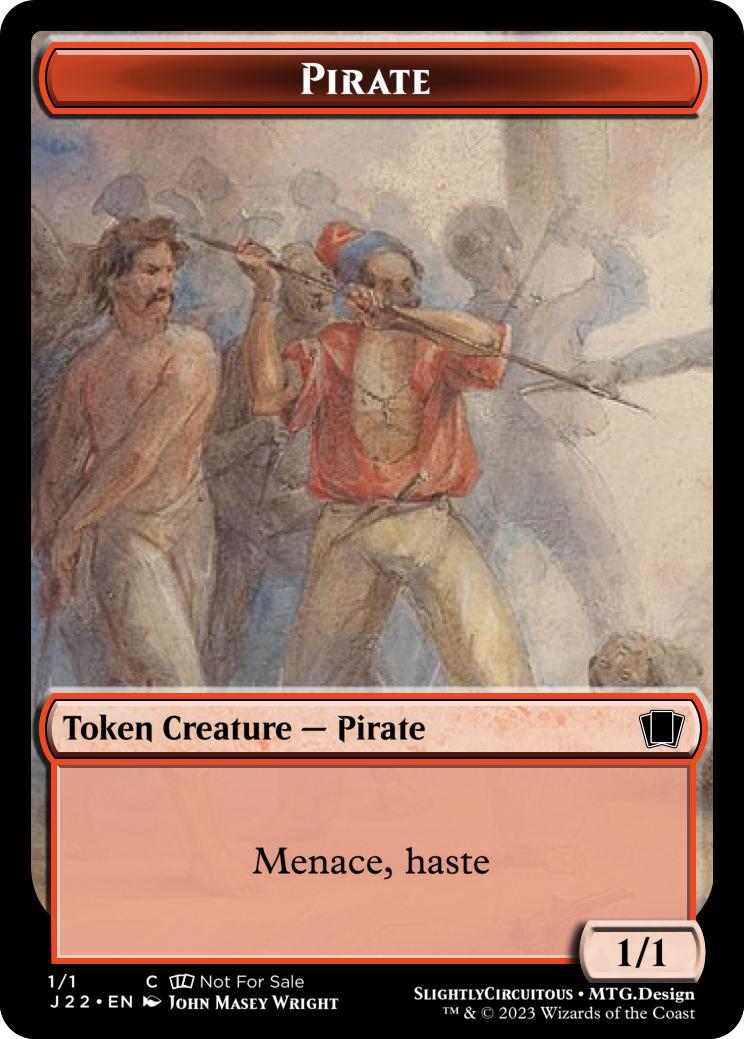 Pirate
Token Creature — Pirate
Menace, haste
1/1
1/1 C Not For Sale
J22 • EN John Masey Wright
SlightlyCircuitous • MTG.Design
™ & © 2023 Wizards of the Coast